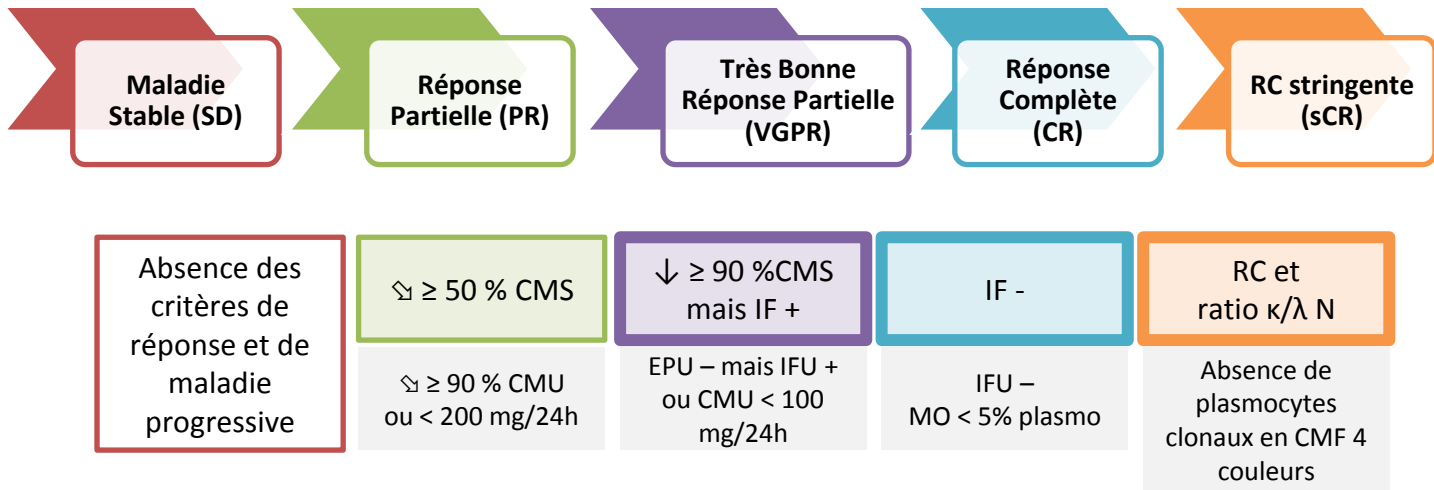 Maladie
Stable (SD)
Réponse
Partielle (PR)
Très Bonne
Réponse Partielle
(VGPR)
Réponse
Complète
(CR)
RC stringente
(sCR)
Absence des
critères de
réponse et de
maladie
progressive
⇘ ≥ 50 % CMS
⇘ ≥ 90 % CMU
ou < 200 mg/24h
↓ ≥ 90 %CMS
mais IF +
EPU – mais IFU +
ou CMU < 100
mg/24h
IF -
IFU –
MO < 5% plasmo
RC et
ratio κ/λ N
Absence de
plasmocytes
clonaux en CMF 4
couleurs